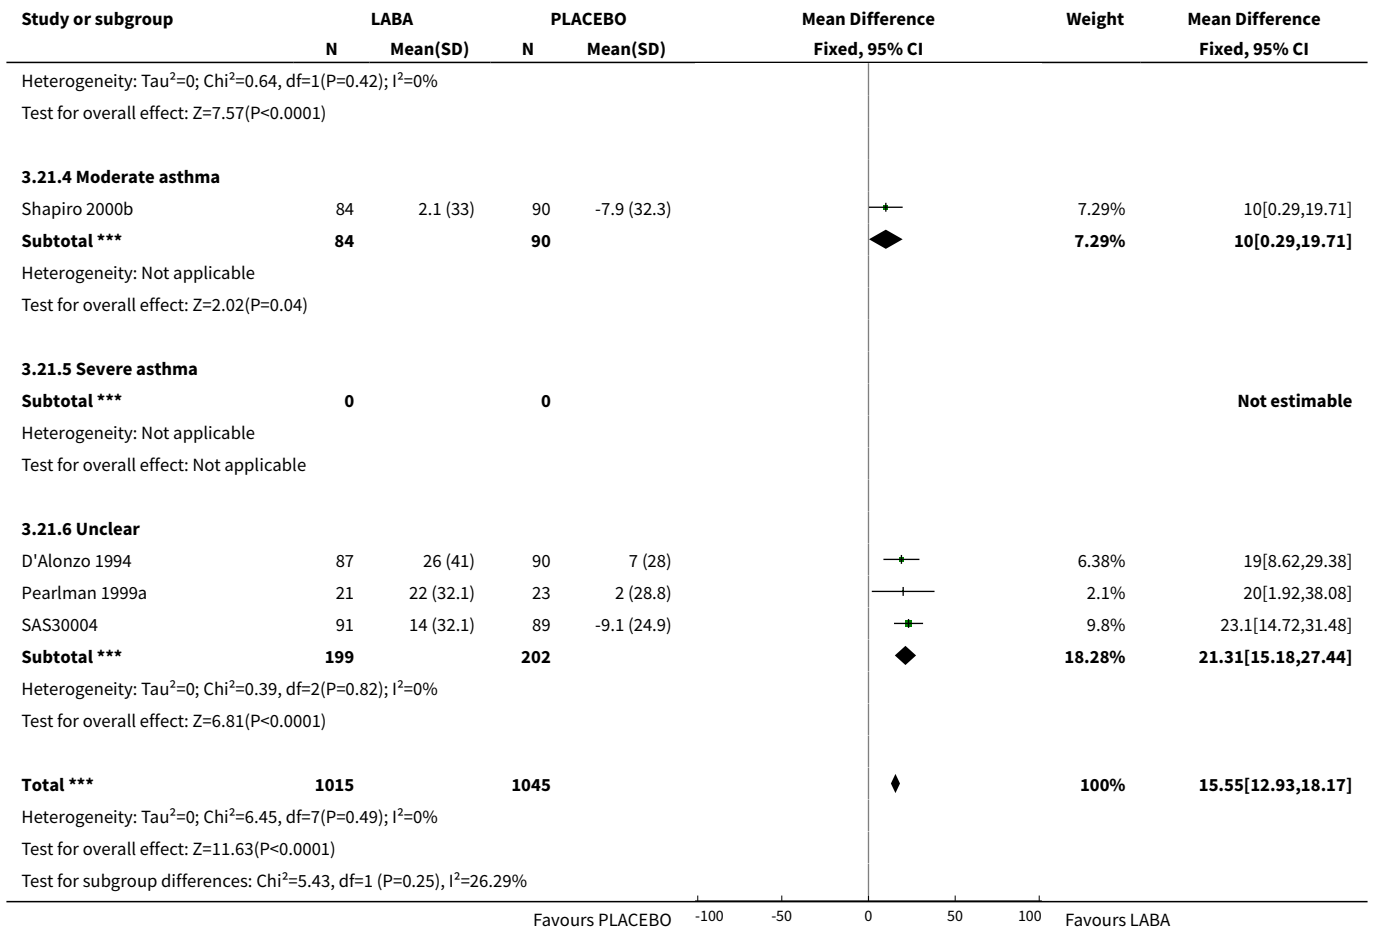 Study or subgroup LABA PLACEBO Mean Difference Weight Mean Difference
N Mean(SD) N Mean(SD) Fixed, 95% CI Fixed, 95% CI
Heterogeneity: Tau²=0; Chi²=0.64, df=1(P=0.42); I²=0%
Test for overall effect: Z=7.57(P<0.0001)
3.21.4 Moderate asthma
Shapiro 2000b 84 2.1 (33) 90 -7.9 (32.3) 7.29% 10[0.29,19.71]
Subtotal *** 84 90 7.29% 10[0.29,19.71]
Heterogeneity: Not applicable
Test for overall effect: Z=2.02(P=0.04)
3.21.5 Severe asthma
Subtotal *** 0 0 Not estimable
Heterogeneity: Not applicable
Test for overall effect: Not applicable
3.21.6 Unclear
D'Alonzo 1994 87 26 (41) 90 7 (28) 6.38% 19[8.62,29.38]
Pearlman 1999a 21 22 (32.1) 23 2 (28.8) 2.1% 20[1.92,38.08]
SAS30004 91 14 (32.1) 89 -9.1 (24.9) 9.8% 23.1[14.72,31.48]
Subtotal *** 199 202 18.28% 21.31[15.18,27.44]
Heterogeneity: Tau²=0; Chi²=0.39, df=2(P=0.82); I²=0%
Test for overall effect: Z=6.81(P<0.0001)
Total *** 1015 1045 100% 15.55[12.93,18.17]
Heterogeneity: Tau²=0; Chi²=6.45, df=7(P=0.49); I²=0%
Test for overall effect: Z=11.63(P<0.0001)
Test for subgroup differences: Chi²=5.43, df=1 (P=0.25), I²=26.29%
Favours PLACEBO -100 -50 0 50 100 Favours LABA